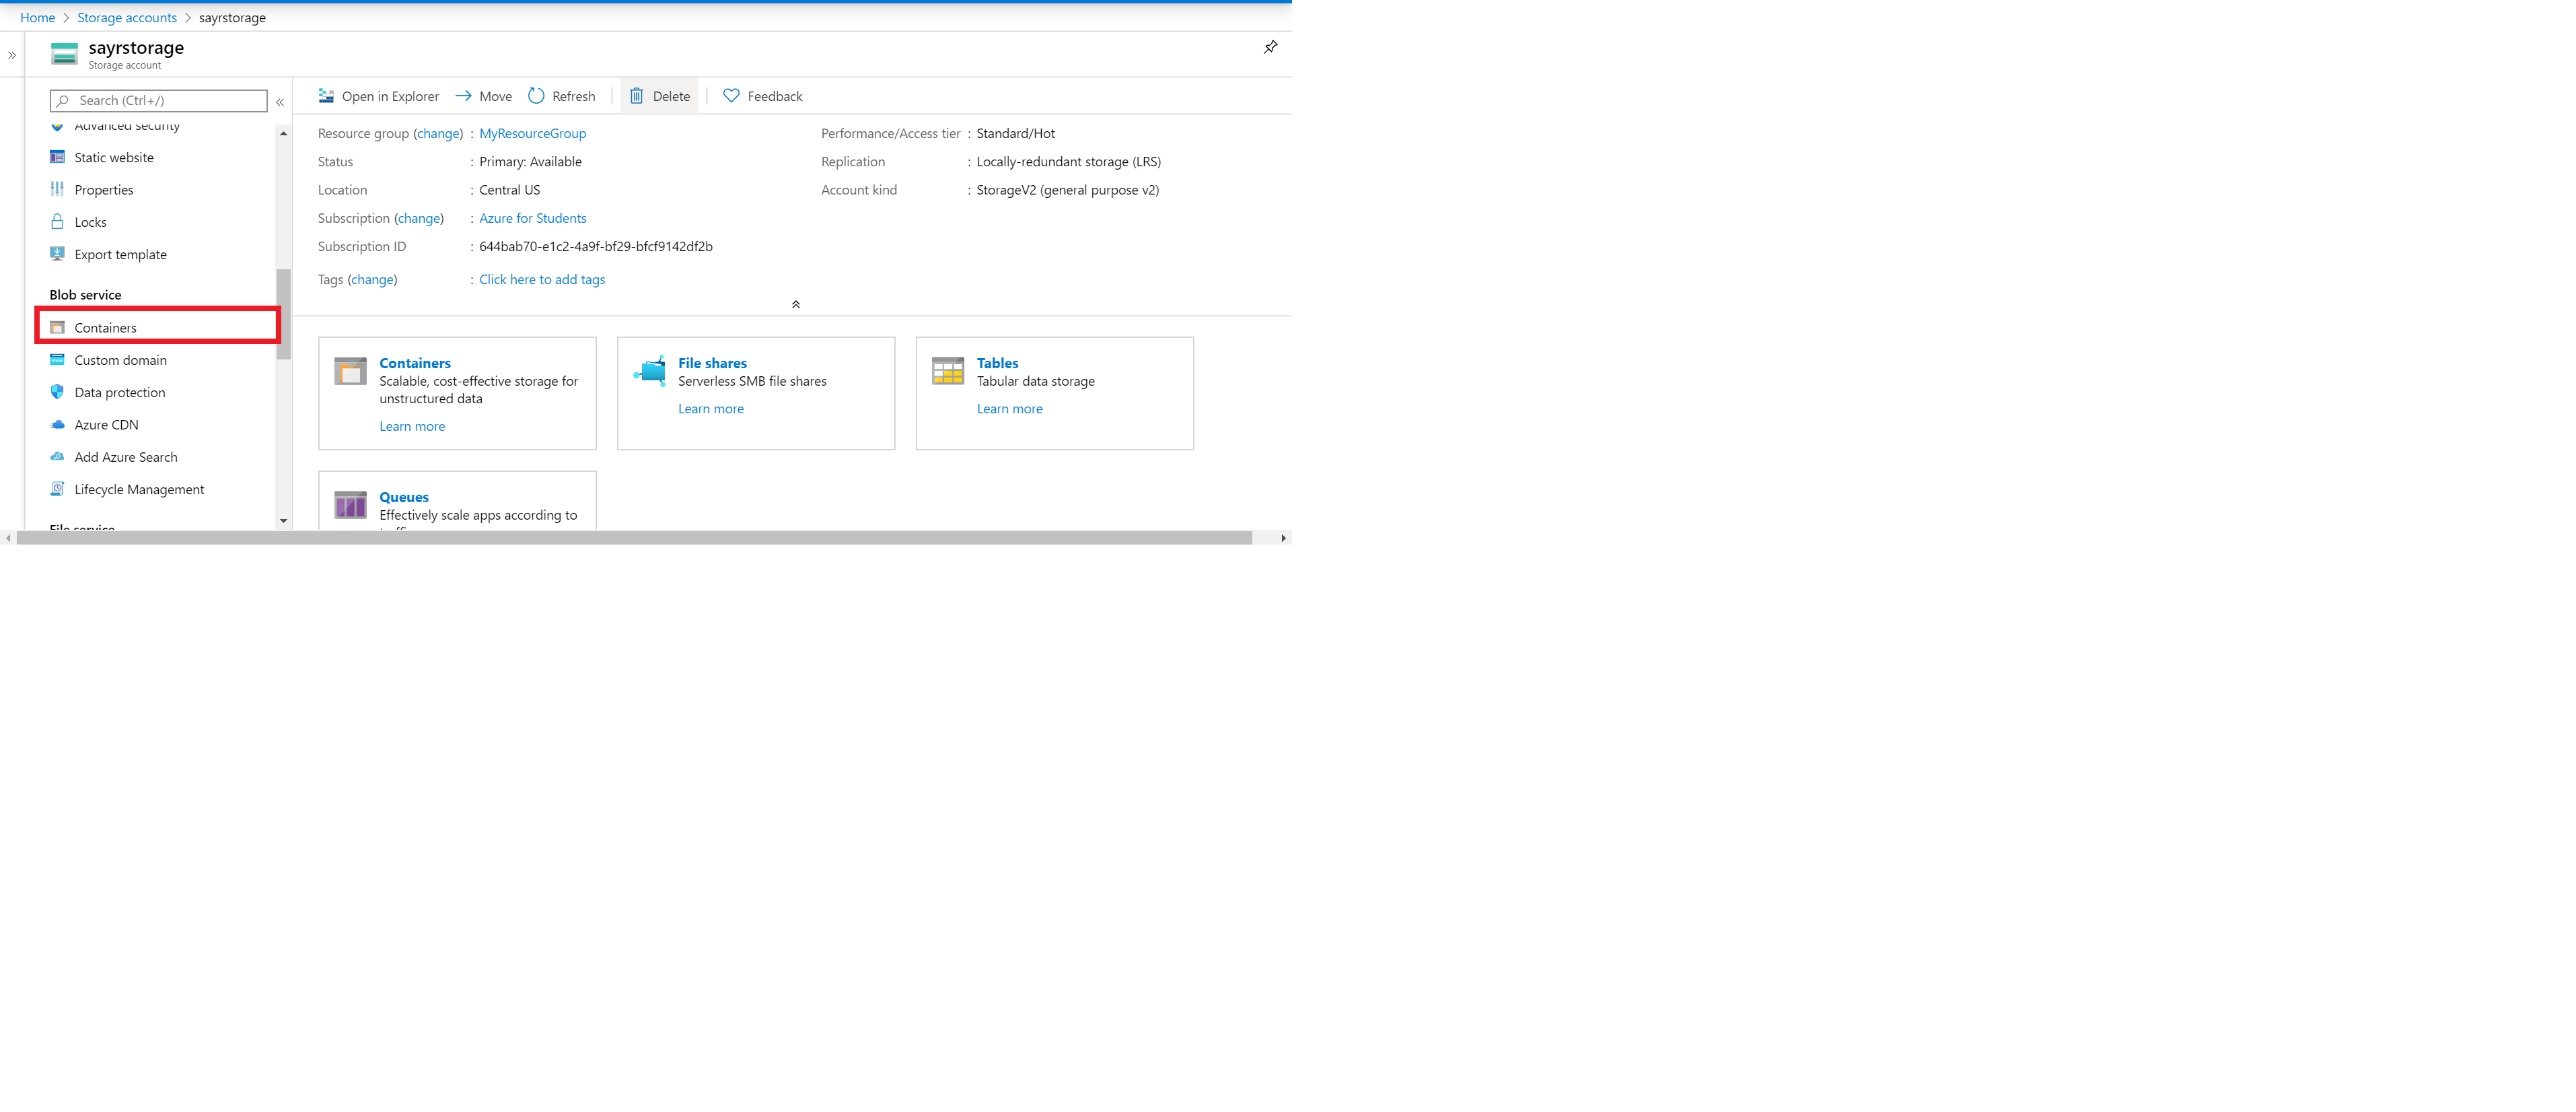 Home > Storage accounts > sayrstorage
sayrstorage
Storage account
Search (Ctrl+/)
Advanced security
Static website
Properties
Locks
Export template
Blob service
Containers
Custom domain
Data protection
Azure CDN
Add Azure Search
Lifecycle Management
File service
Open in Explorer Move Refresh Delete Feedback
Resource group (change) : MyResourceGroup
Status : Primary: Available
Location : Central US
Subscription (change) : Azure for Students
Subscription ID : 644bab70-e1c2-4a9f-bf29-bfcf9142df2b
Tags (change) : Click here to add tags
Performance/Access tier : Standard/Hot
Replication : Locally-redundant storage (LRS)
Account kind : StorageV2 (general purpose v2)
Containers
Scalable, cost-effective storage for
unstructured data
Learn more
File shares
Serverless SMB file shares
Learn more
Tables
Tabular data storage
Learn more
Queues
Effectively scale apps according to